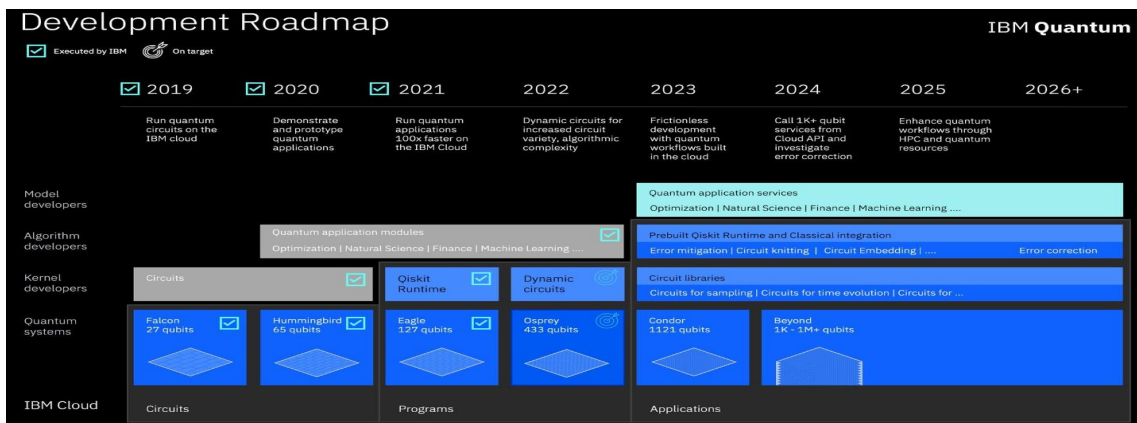 Development Roadmap
IBM Quantum
Executed by IBM
On target
2019
2020
2021
2022
2023
2024
2025
2026+
Run quantum
circuits on the
IBM cloud
Demonstrate
and prototype
quantum
applications
Run quantum
applications
100x faster on
the IBM Cloud
Dynamic circuits for
increased circuit
variety, algorithmic
complexity
Frictionless
development
with quantum
workflows built
in the cloud
Call 1K+ qubit
services from
Cloud API and
investigate
error correction
Enhance quantum
workflows through
HPC and quantum
resources
Model
developers
Quantum application services
Optimization | Natural Science | Finance | Machine Learning ....
Algorithm
developers
Quantum application modules
Optimization | Natural Science | Finance | Machine Learning ....
Prebuilt Qiskit Runtime and Classical integration
Error mitigation | Circuit knitting | Circuit Embedding | ....
Error correction
Kernel
developers
Circuits
Qiskit
Runtime
Dynamic
circuits
Circuit libraries
Circuits for sampling | Circuits for time evolution | Circuits for ...
Quantum
systems
Falcon
27 qubits
Hummingbird
65 qubits
Eagle
127 qubits
Osprey
433 qubits
Condor
1121 qubits
Beyond
1K - 1M+ qubits
IBM Cloud
Circuits
Programs
Applications